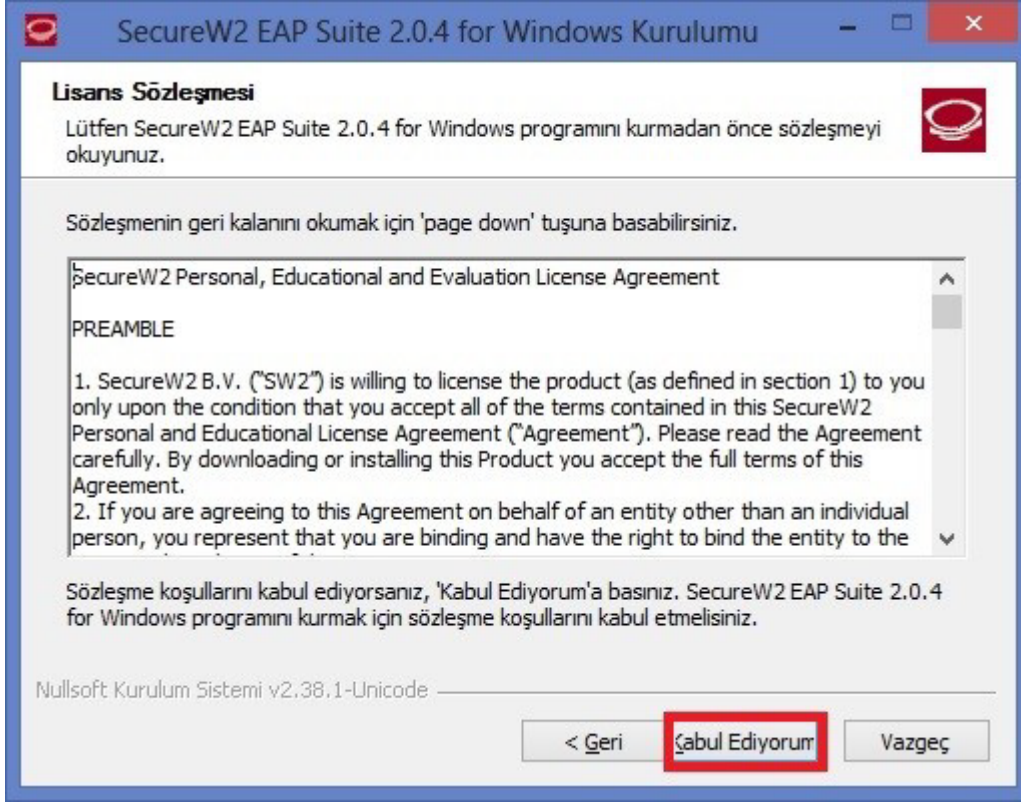 SecureW2 EAP Suite 2.0.4 for Windows Kurulumu
Lisans Sözleşmesi
Lütfen SecureW2 EAP Suite 2.0.4 for Windows programını kurmadan önce sözleşmeyi
okuyunuz.
Sözleşmenin geri kalanını okumak için 'page down' tuşuna basabilirsiniz.
SecureW2 Personal, Educational and Evaluation License Agreement
PREAMBLE
1. SecureW2 B.V. (“SW2”) is willing to license the product (as defined in section 1) to you
only upon the condition that you accept all of the terms contained in this SecureW2
Personal and Educational License Agreement (“Agreement”). Please read the Agreement
carefully. By downloading or installing this Product you accept the full terms of this
Agreement.
2. If you are agreeing to this Agreement on behalf of an entity other than an individual
person, you represent that you are binding and have the right to bind the entity to the
Sözleşme koşullarını kabul ediyorsanız, 'Kabul Ediyorum'a basınız. SecureW2 EAP Suite 2.0.4
for Windows programını kurmak için sözleşme koşullarını kabul etmelisiniz.
Nullsoft Kurulum Sistemi v2.38.1-Unicode
< Geri
Kabul Ediyorum
Vazgeç